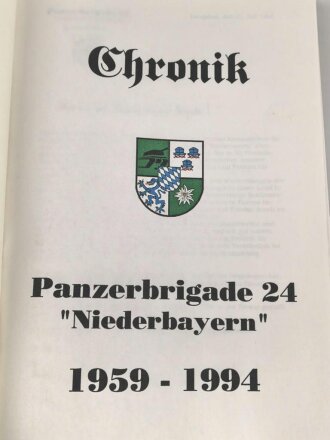 Chronik
Panzerbrigade 24
"Niederbayern"
1959 - 1994